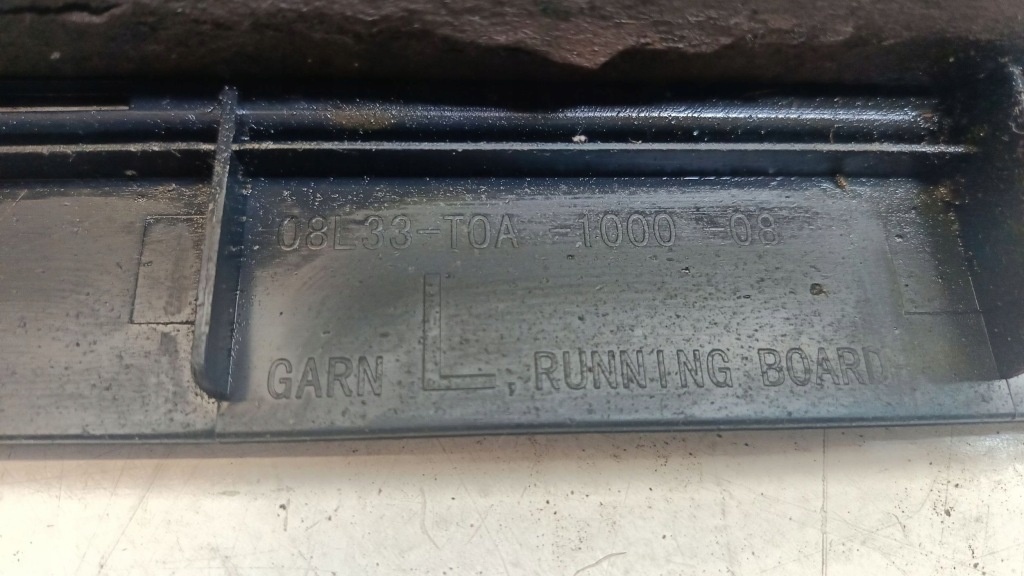 08L33-T0A -1000 -08
L
GARN , RUNNING BOARD